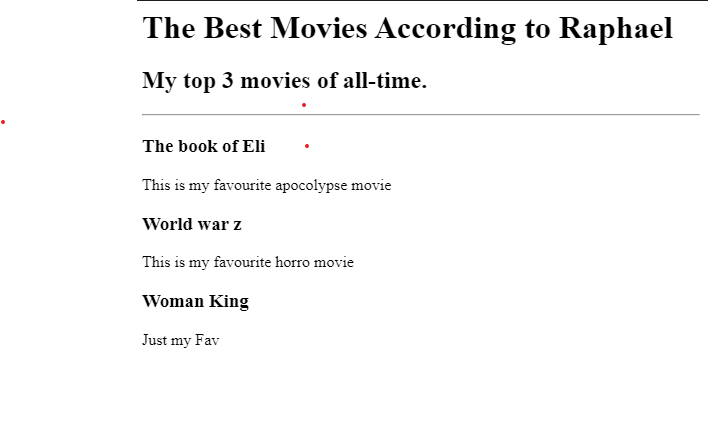 The Best Movies According to Raphael
My top 3 movies of all-time.
The book of Eli
This is my favourite apocolypse movie
World war z
This is my favourite horro movie
Woman King
Just my Fav